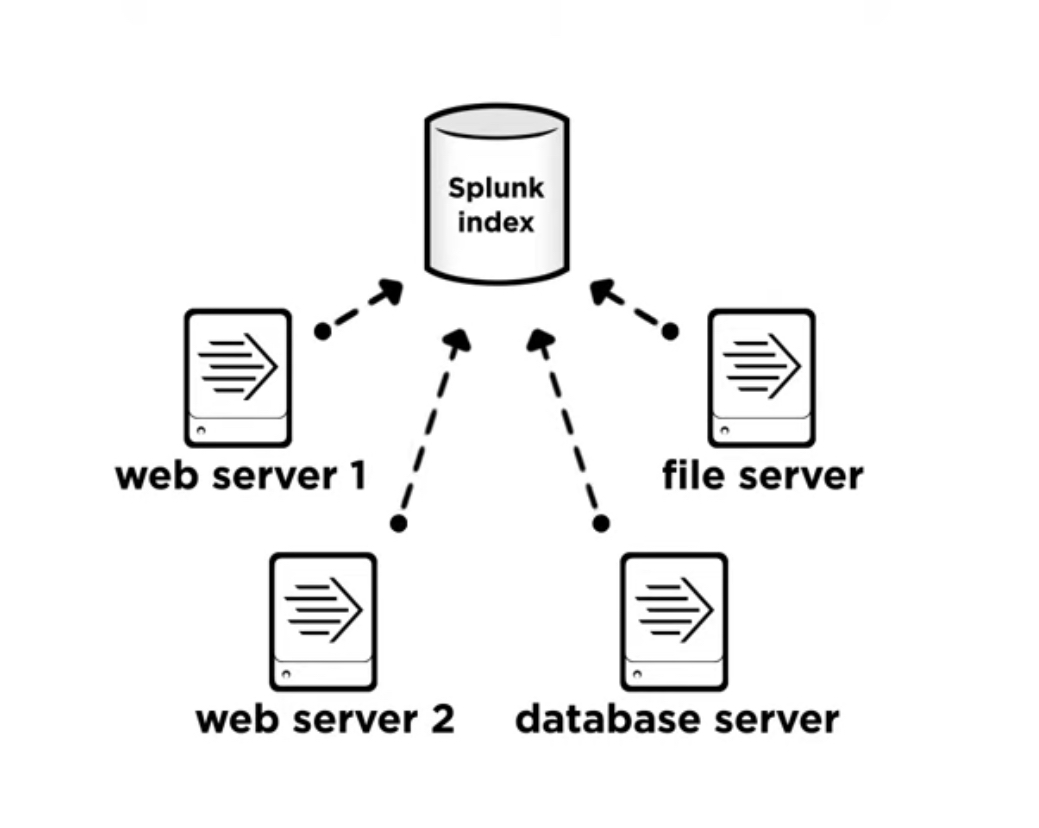 Splunk
index
web server 1
file server
web server 2
database server